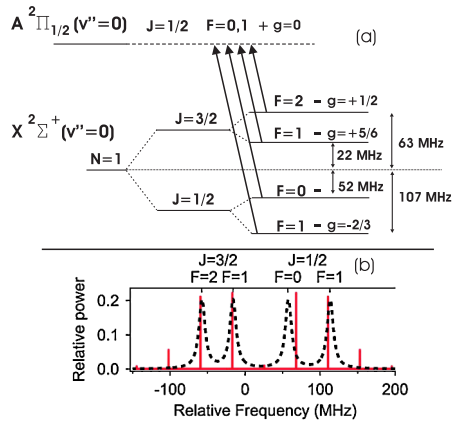 A ²Π₁/₂(v''=0) J=1/2 F=0,1 + g=0 (a)
F=2 – g=+1/2
J=3/2
X ²Σ⁺(v''=0)
F=1 – g=+5/6
63 MHz
22 MHz
N=1
52 MHz
F=0 –
107 MHz
J=1/2
F=1 – g=-2/3
(b)
J=3/2 J=1/2
F=2 F=1 F=0 F=1
Relative power
0.2
0.1
0.0
-100 0 100 200
Relative Frequency (MHz)